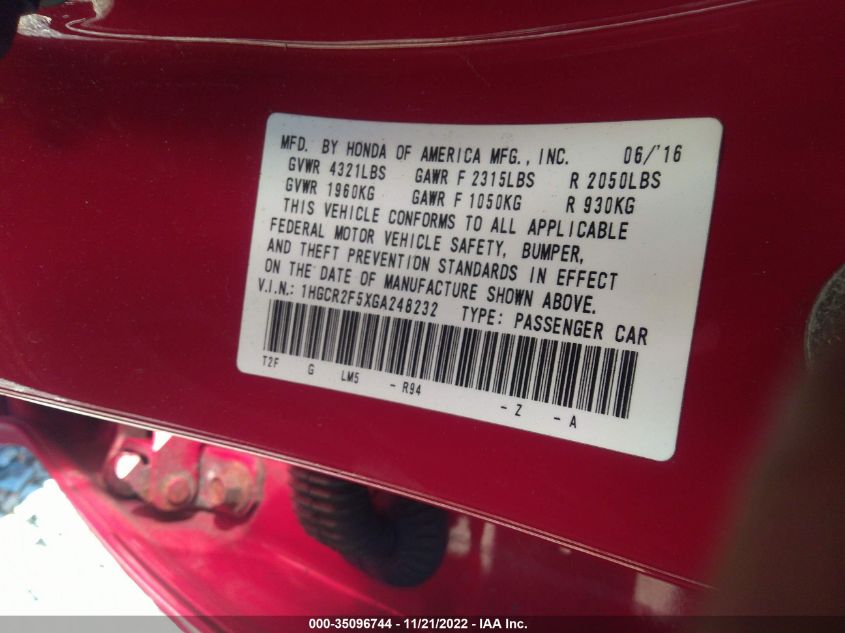 MFD. BY HONDA OF AMERICA MFG., INC. 06/'16
GVWR 4321LBS GAWR F 2315LBS R 2050LBS
GVWR 1960KG GAWR F 1050KG R 930KG
THIS VEHICLE CONFORMS TO ALL APPLICABLE
FEDERAL MOTOR VEHICLE SAFETY, BUMPER,
AND THEFT PREVENTION STANDARDS IN EFFECT
ON THE DATE OF MANUFACTURE SHOWN ABOVE.
V.I.N.: 1HGCR2F5XGA248232 TYPE: PASSENGER CAR
T2F G LM5 - R94 - Z - A
000-35096744 - 11/21/2022 - IAA Inc.